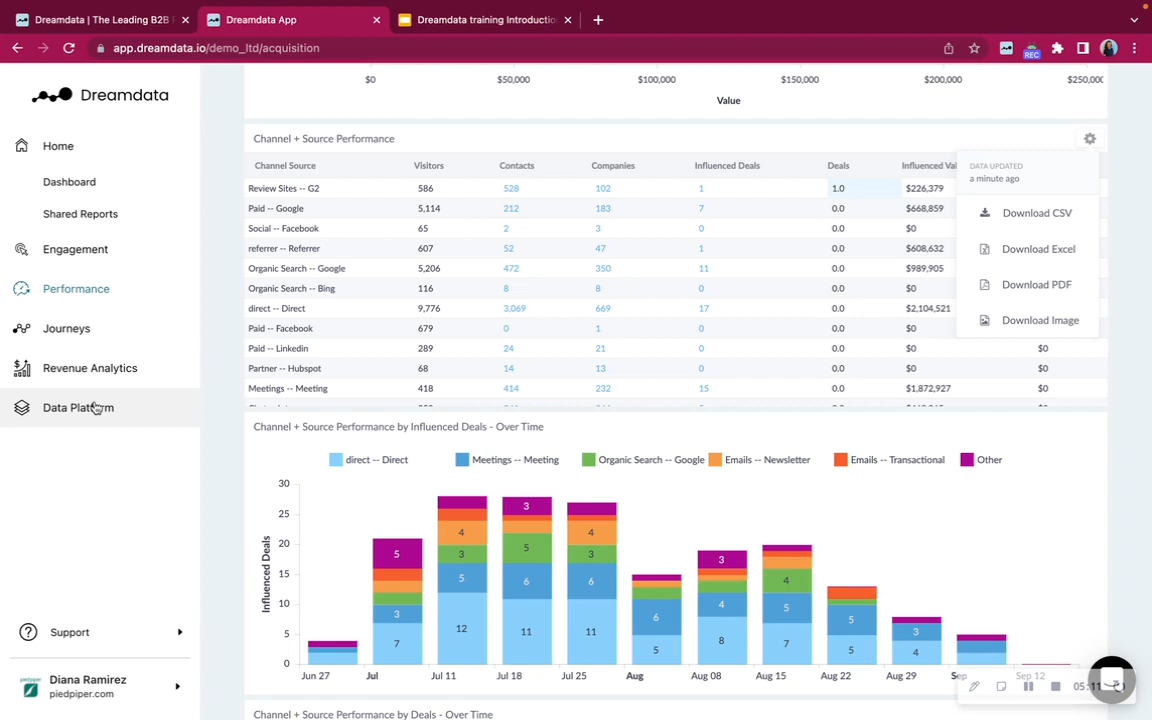 Dreamdata | The Leading B2B
Dreamdata App
Dreamdata training Introductio
app.dreamdata.io/demo_ltd/acquisition
REC
Dreamdata
Home
Dashboard
Shared Reports
Engagement
Performance
Journeys
Revenue Analytics
Data Platform
Support
Diana Ramirez
piedpiper.com
$0 $50,000 $100,000 $150,000 $200,000 $250,00
Value
Channel + Source Performance
Channel Source Visitors Contacts Companies Influenced Deals Deals Influenced Val
Review Sites -- G2 586 528 102 1 1.0 $226,379
Paid -- Google 5,114 212 183 7 0.0 $668,859
Social -- Facebook 65 2 3 0 0.0 $0
referrer -- Referrer 607 52 47 1 0.0 $608,632
Organic Search -- Google 5,206 472 350 11 0.0 $989,905
Organic Search -- Bing 116 8 8 0 0.0 $0
direct -- Direct 9,776 3,069 669 17 0.0 $2,104,521
Paid -- Facebook 679 0 1 0 0.0 $0
Paid -- Linkedin 289 24 21 0 0.0 $0 $0
Partner -- Hubspot 68 14 13 0 0.0 $0 $0
Meetings -- Meeting 418 414 232 15 0.0 $1,872,927 $0
DATA UPDATED
a minute ago
Download CSV
Download Excel
Download PDF
Download Image
Channel + Source Performance by Influenced Deals - Over Time
direct -- Direct Meetings -- Meeting Organic Search -- Google Emails -- Newsletter Emails -- Transactional Other
Influenced Deals
30
25
20
15
10
5
0
3 7 5
12 5 3 4
11 6 5 3
11 6 3 4
5 6
8 4 3
7 5 4
5 5
4 3
Jun 27 Jul Jul 11 Jul 18 Jul 25 Aug Aug 08 Aug 15 Aug 22 Aug 29 Sep Sep 12
05:11
Channel + Source Performance by Deals - Over Time